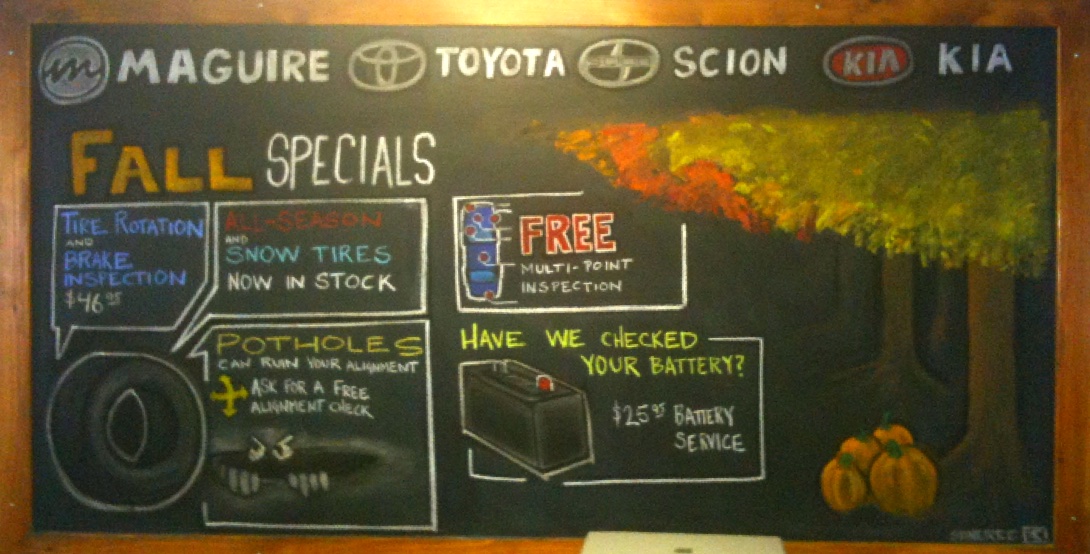 MAGUIRE TOYOTA SCION KIA KIA
FALL SPECIALS
TIRE ROTATION
AND
BRAKE
INSPECTION
$46.95
ALL-SEASON
AND
SNOW TIRES
NOW IN STOCK
FREE
MULTI-POINT
INSPECTION
POTHOLES
CAN RUIN YOUR ALIGNMENT
ASK FOR A FREE
ALIGNMENT CHECK
HAVE WE CHECKED
YOUR BATTERY?
$25.95 BATTERY
SERVICE